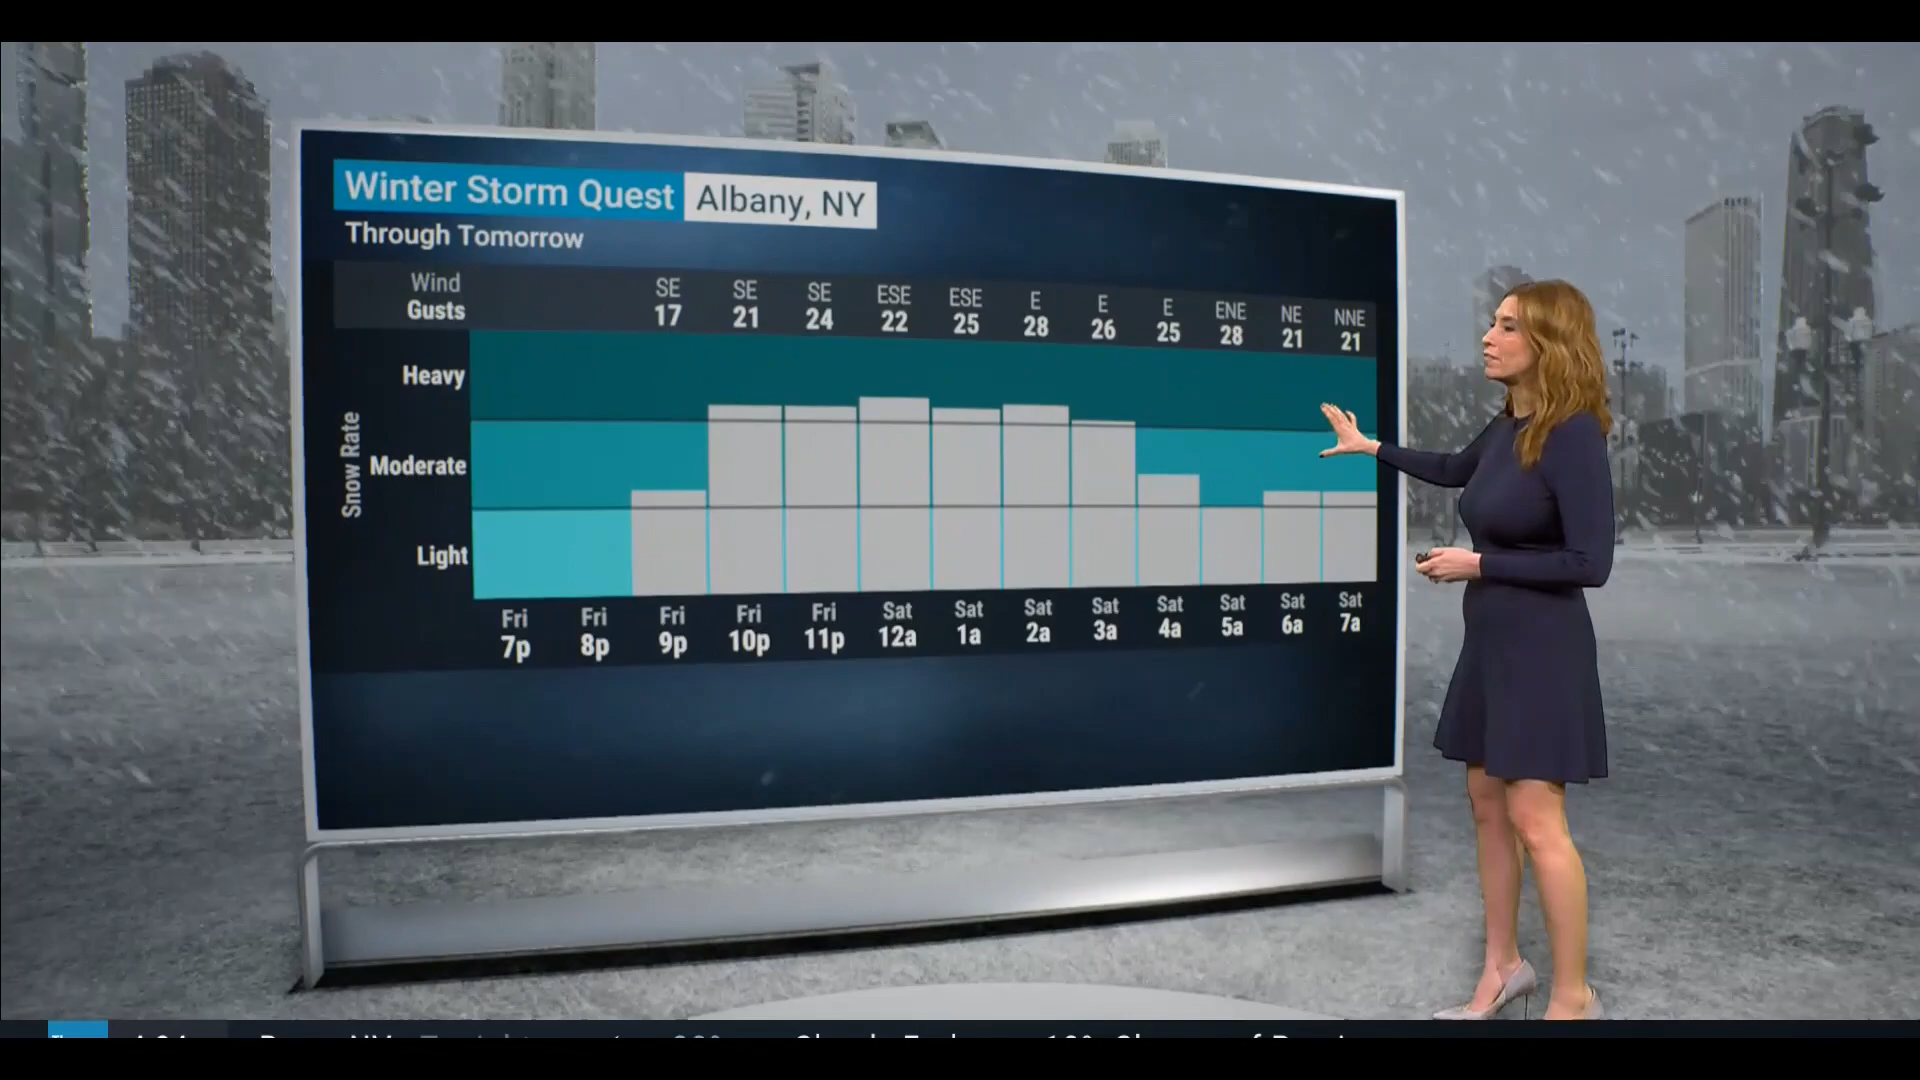 Winter Storm Quest Albany, NY
Through Tomorrow
Wind SE SE SE ESE ESE E E E ENE NE NNE
Gusts 17 21 24 22 25 28 26 25 28 21 21
Heavy
Moderate
Light
Snow Rate
Fri Fri Fri Fri Fri Sat Sat Sat Sat Sat Sat Sat Sat
7p 8p 9p 10p 11p 12a 1a 2a 3a 4a 5a 6a 7a